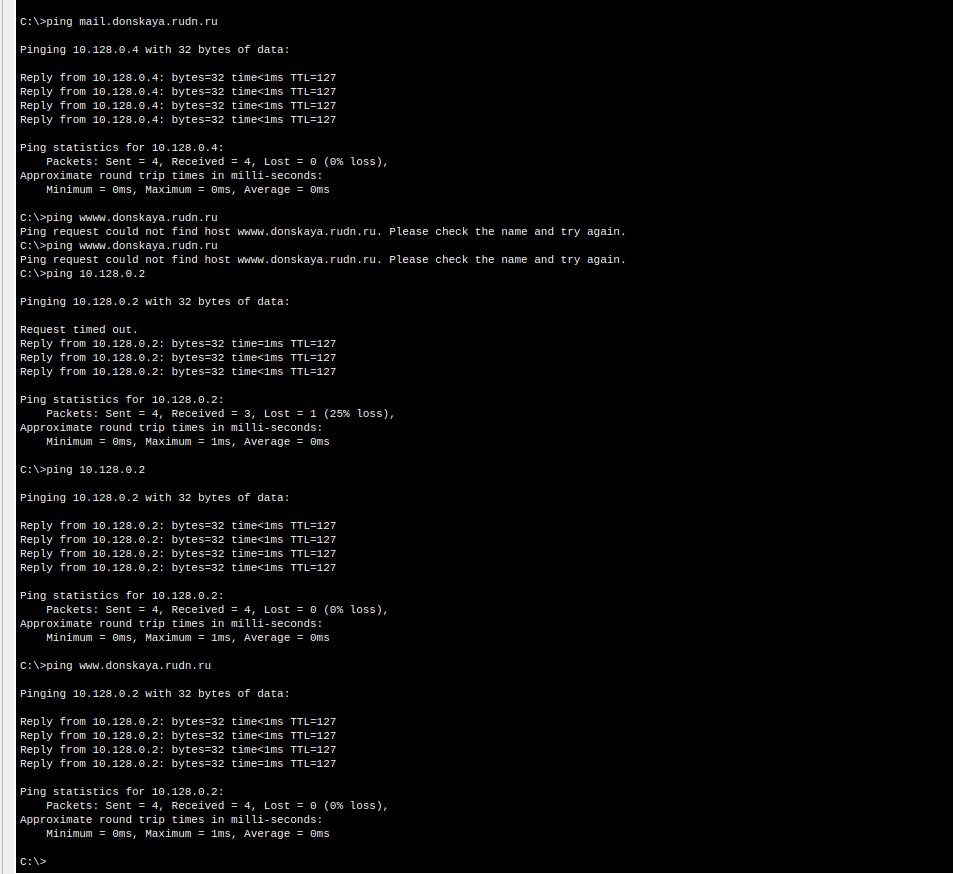 C:\>ping mail.donskaya.rudn.ru
Pinging 10.128.0.4 with 32 bytes of data:
Reply from 10.128.0.4: bytes=32 time<1ms TTL=127
Reply from 10.128.0.4: bytes=32 time<1ms TTL=127
Reply from 10.128.0.4: bytes=32 time<1ms TTL=127
Reply from 10.128.0.4: bytes=32 time<1ms TTL=127
Ping statistics for 10.128.0.4:
Packets: Sent = 4, Received = 4, Lost = 0 (0% loss),
Approximate round trip times in milli-seconds:
Minimum = 0ms, Maximum = 0ms, Average = 0ms
C:\>ping wwww.donskaya.rudn.ru
Ping request could not find host wwww.donskaya.rudn.ru. Please check the name and try again.
C:\>ping wwww.donskaya.rudn.ru
Ping request could not find host wwww.donskaya.rudn.ru. Please check the name and try again.
C:\>ping 10.128.0.2
Pinging 10.128.0.2 with 32 bytes of data:
Request timed out.
Reply from 10.128.0.2: bytes=32 time=1ms TTL=127
Reply from 10.128.0.2: bytes=32 time<1ms TTL=127
Reply from 10.128.0.2: bytes=32 time<1ms TTL=127
Ping statistics for 10.128.0.2:
Packets: Sent = 4, Received = 3, Lost = 1 (25% loss),
Approximate round trip times in milli-seconds:
Minimum = 0ms, Maximum = 1ms, Average = 0ms
C:\>ping 10.128.0.2
Pinging 10.128.0.2 with 32 bytes of data:
Reply from 10.128.0.2: bytes=32 time<1ms TTL=127
Reply from 10.128.0.2: bytes=32 time<1ms TTL=127
Reply from 10.128.0.2: bytes=32 time=1ms TTL=127
Reply from 10.128.0.2: bytes=32 time<1ms TTL=127
Ping statistics for 10.128.0.2:
Packets: Sent = 4, Received = 4, Lost = 0 (0% loss),
Approximate round trip times in milli-seconds:
Minimum = 0ms, Maximum = 1ms, Average = 0ms
C:\>ping www.donskaya.rudn.ru
Pinging 10.128.0.2 with 32 bytes of data:
Reply from 10.128.0.2: bytes=32 time<1ms TTL=127
Reply from 10.128.0.2: bytes=32 time<1ms TTL=127
Reply from 10.128.0.2: bytes=32 time<1ms TTL=127
Reply from 10.128.0.2: bytes=32 time=1ms TTL=127
Ping statistics for 10.128.0.2:
Packets: Sent = 4, Received = 4, Lost = 0 (0% loss),
Approximate round trip times in milli-seconds:
Minimum = 0ms, Maximum = 1ms, Average = 0ms
C:\>